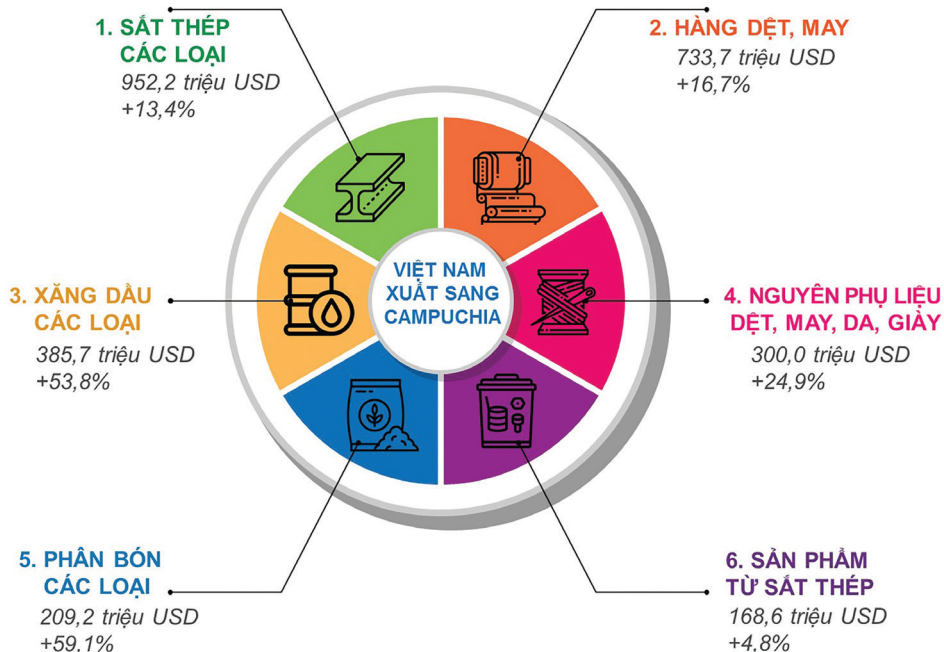 1. SẮT THÉP
CÁC LOẠI
952,2 triệu USD
+13,4%
2. HÀNG DỆT, MAY
733,7 triệu USD
+16,7%
VIỆT NAM
XUẤT SANG
CAMPUCHIA
3. XĂNG DẦU
CÁC LOẠI
385,7 triệu USD
+53,8%
4. NGUYÊN PHỤ LIỆU
DỆT, MAY, DA, GIÀY
300,0 triệu USD
+24,9%
5. PHÂN BÓN
CÁC LOẠI
209,2 triệu USD
+59,1%
6. SẢN PHẨM
TỪ SẮT THÉP
168,6 triệu USD
+4,8%